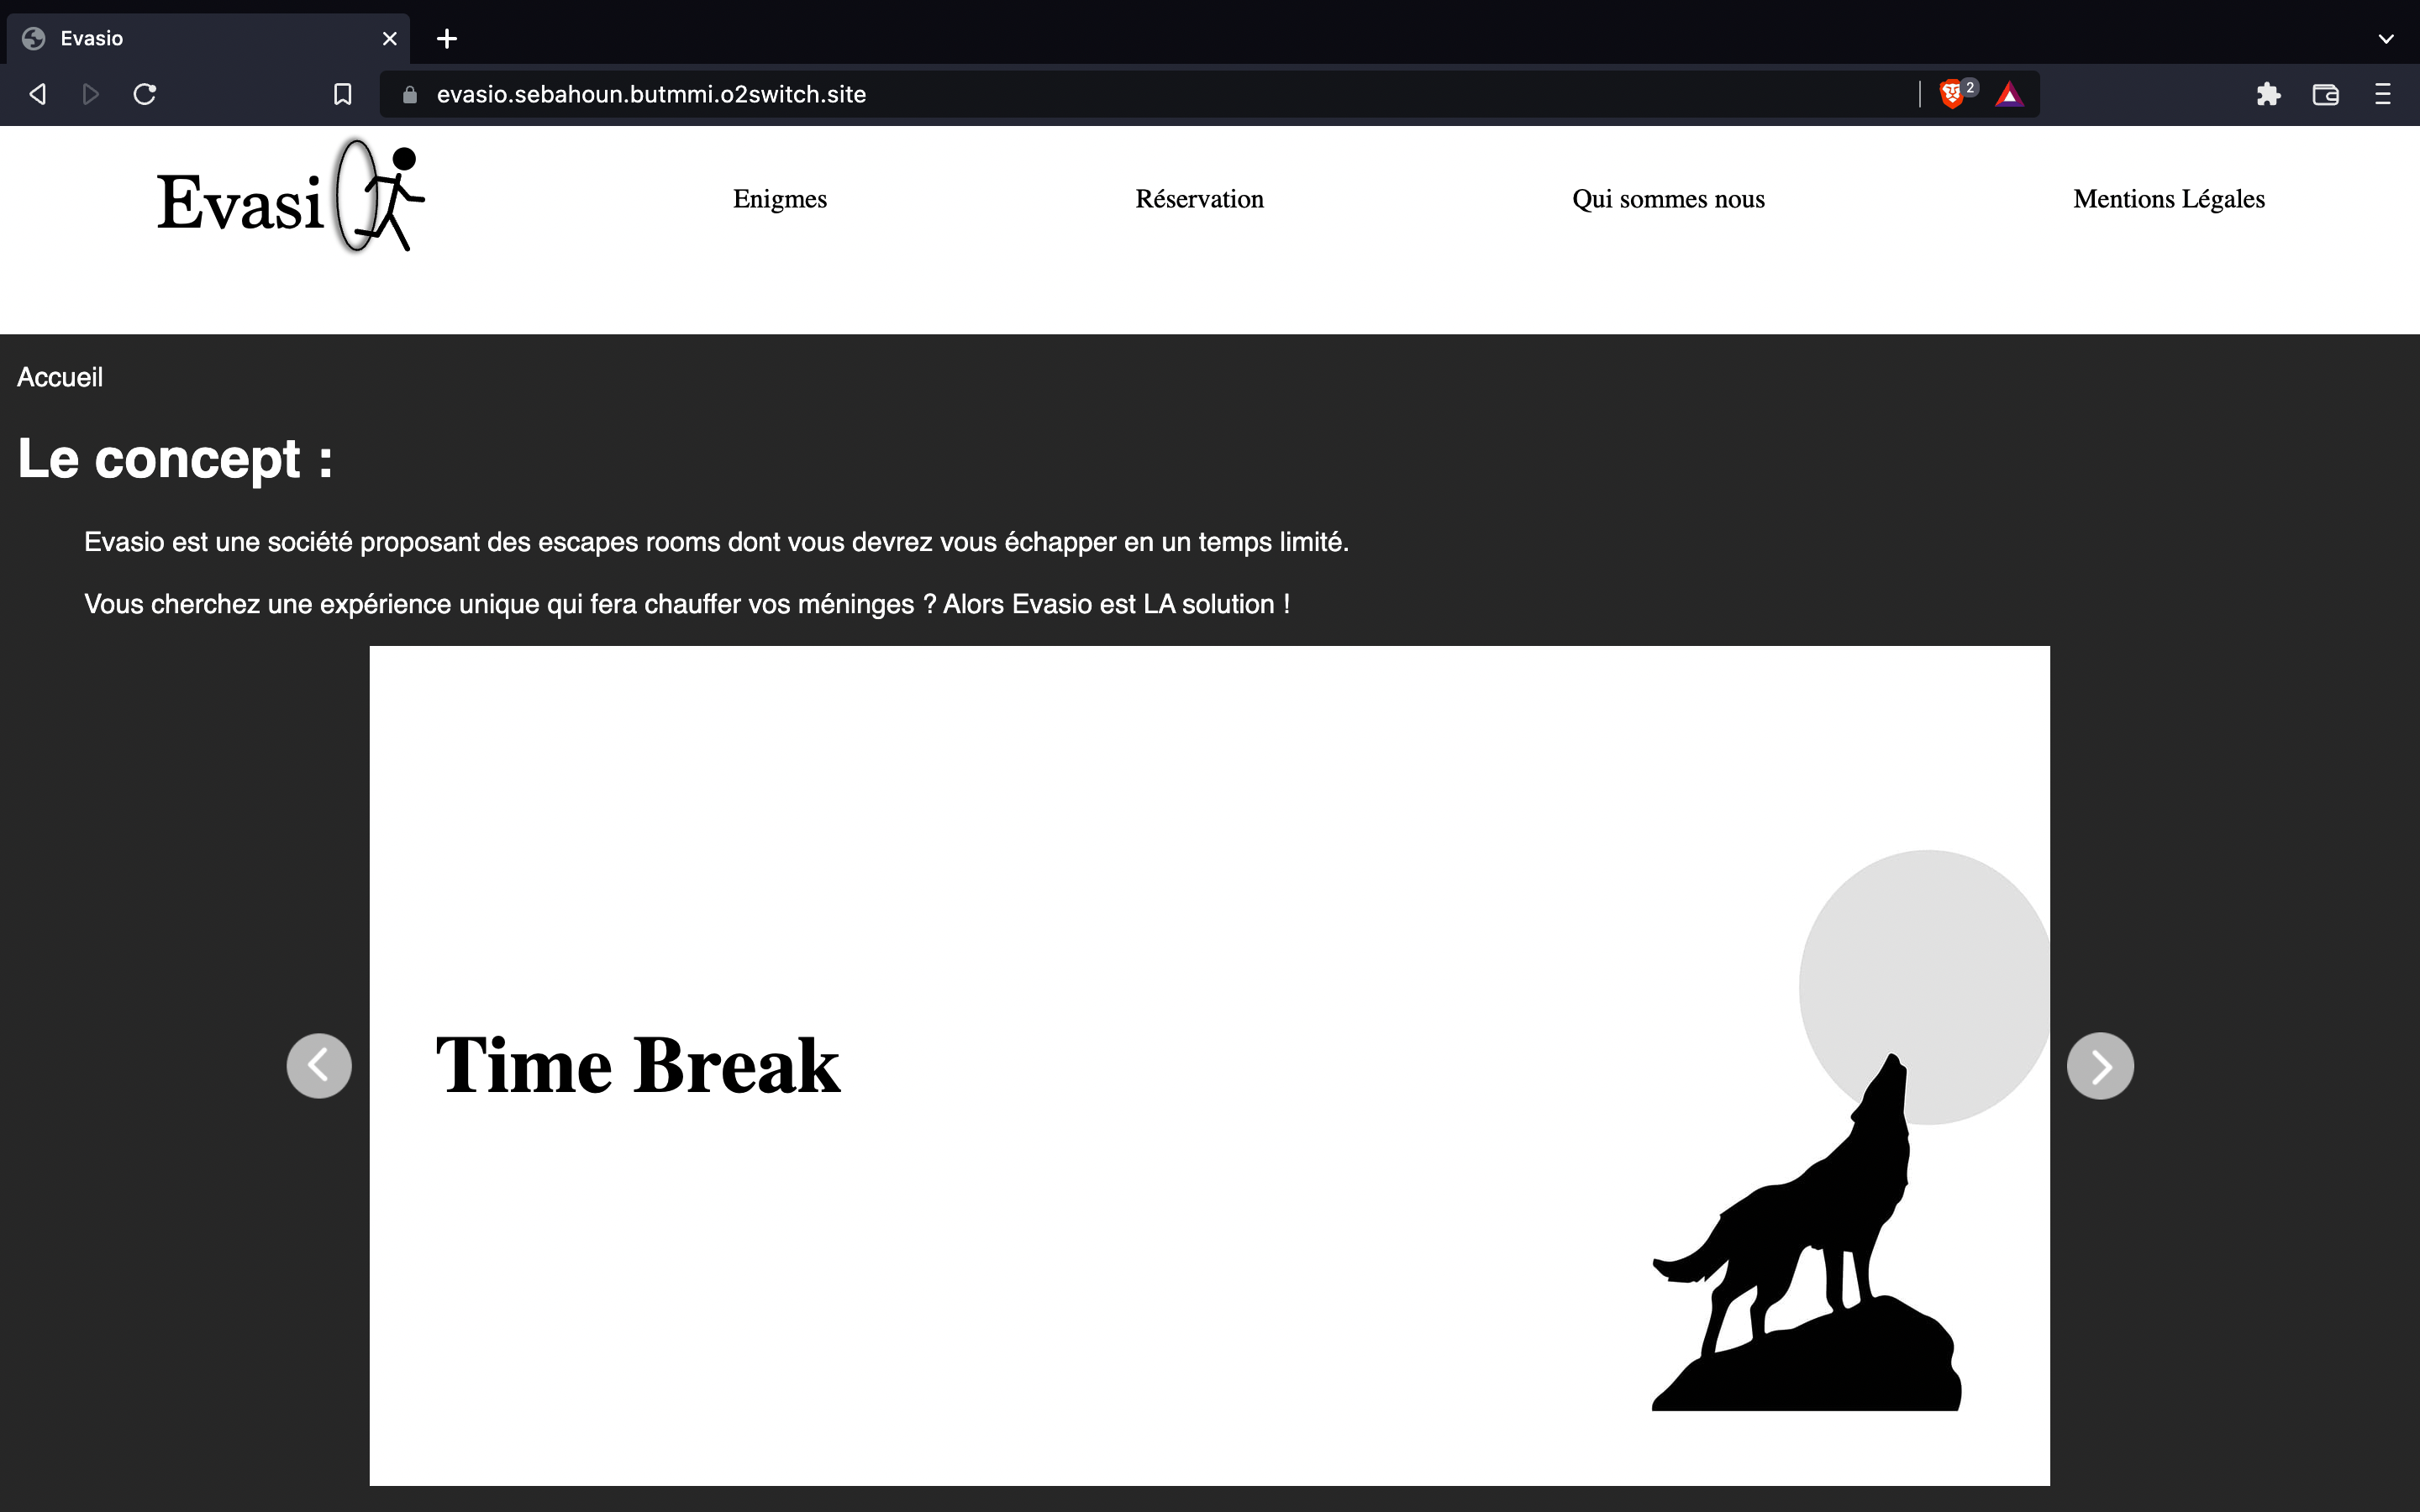 Evasio
evasio.sebahoun.butmmi.o2switch.site
2
Evasi
Enigmes
Réservation
Qui sommes nous
Mentions Légales
Accueil
Le concept :
Evasio est une société proposant des escapes rooms dont vous devrez vous échapper en un temps limité.
Vous cherchez une expérience unique qui fera chauffer vos méninges ? Alors Evasio est LA solution !
Time Break